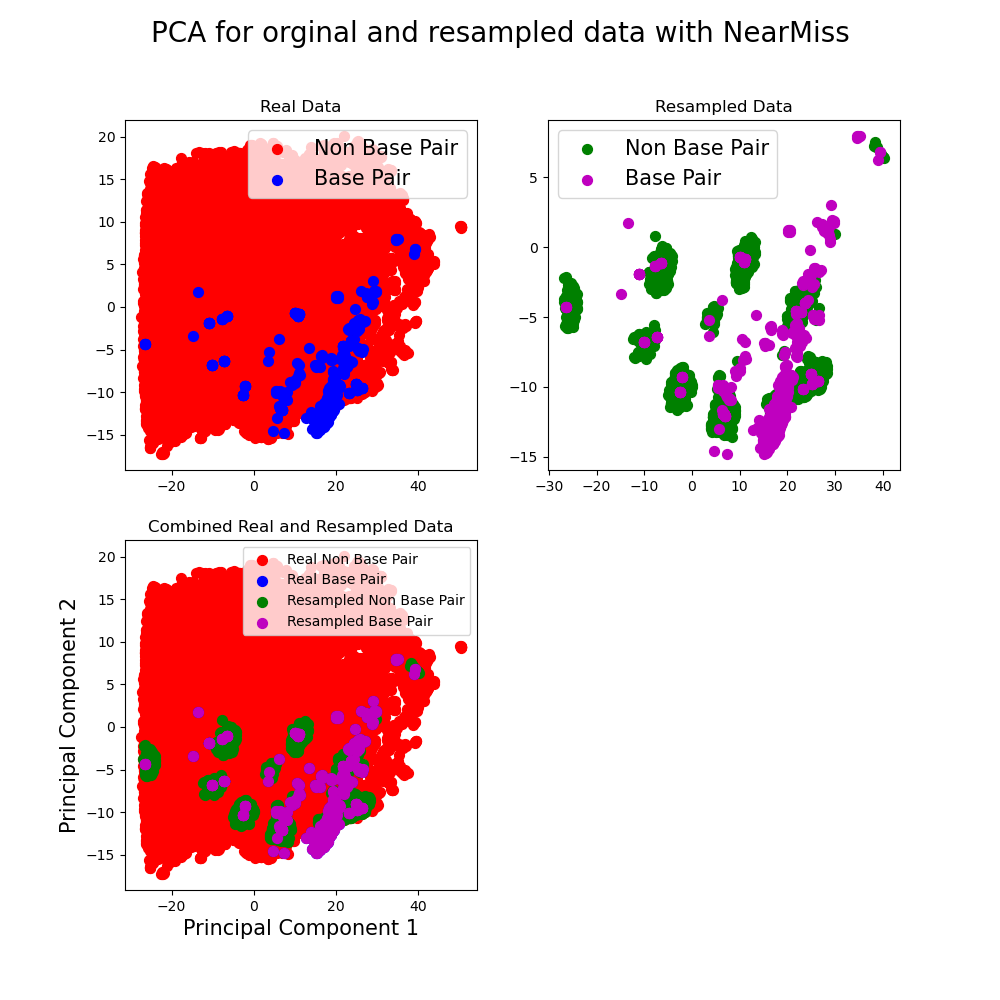 PCA for orginal and resampled data with NearMiss
Real Data
Non Base Pair
Base Pair
20
15
10
5
0
−5
−10
−15
−20 0 20 40
Resampled Data
Non Base Pair
Base Pair
5
0
−5
−10
−15
−30 −20 −10 0 10 20 30 40
Combined Real and Resampled Data
Real Non Base Pair
Real Base Pair
Resampled Non Base Pair
Resampled Base Pair
Principal Component 2
20
15
10
5
0
−5
−10
−15
−20 0 20 40
Principal Component 1